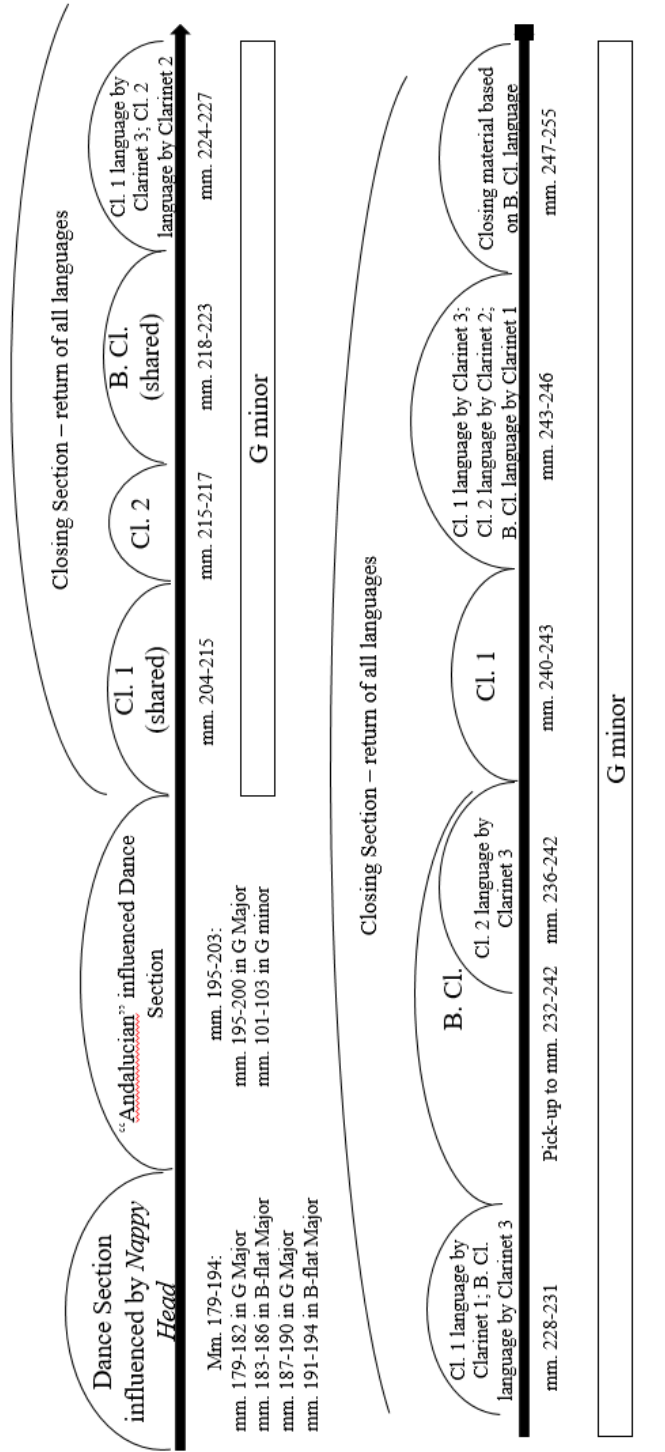 Closing Section – return of all languages
Dance Section
influenced by Nappy
Head
“Andalucian” influenced Dance
Section
Cl. 1
(shared)
Cl. 2
B. Cl.
(shared)
Cl. 1 language by
Clarinet 3; Cl. 2
language by Clarinet 2
Mm. 179-194:
mm. 179-182 in G Major
mm. 183-186 in B-flat Major
mm. 187-190 in G Major
mm. 191-194 in B-flat Major
mm. 195-203:
mm. 195-200 in G Major
mm. 101-103 in G minor
mm. 204-215
mm. 215-217
mm. 218-223
mm. 224-227
G minor
Closing Section – return of all languages
Cl. 1 language by
Clarinet 1; B. Cl.
language by Clarinet 3
B. Cl.
Cl. 2 language by
Clarinet 3
Cl. 1
Cl. 1 language by Clarinet 3;
Cl. 2 language by Clarinet 2;
B. Cl. language by Clarinet 1
Closing material based
on B. Cl. language
mm. 228-231
Pick-up to mm. 232-242
mm. 236-242
mm. 240-243
mm. 243-246
mm. 247-255
G minor